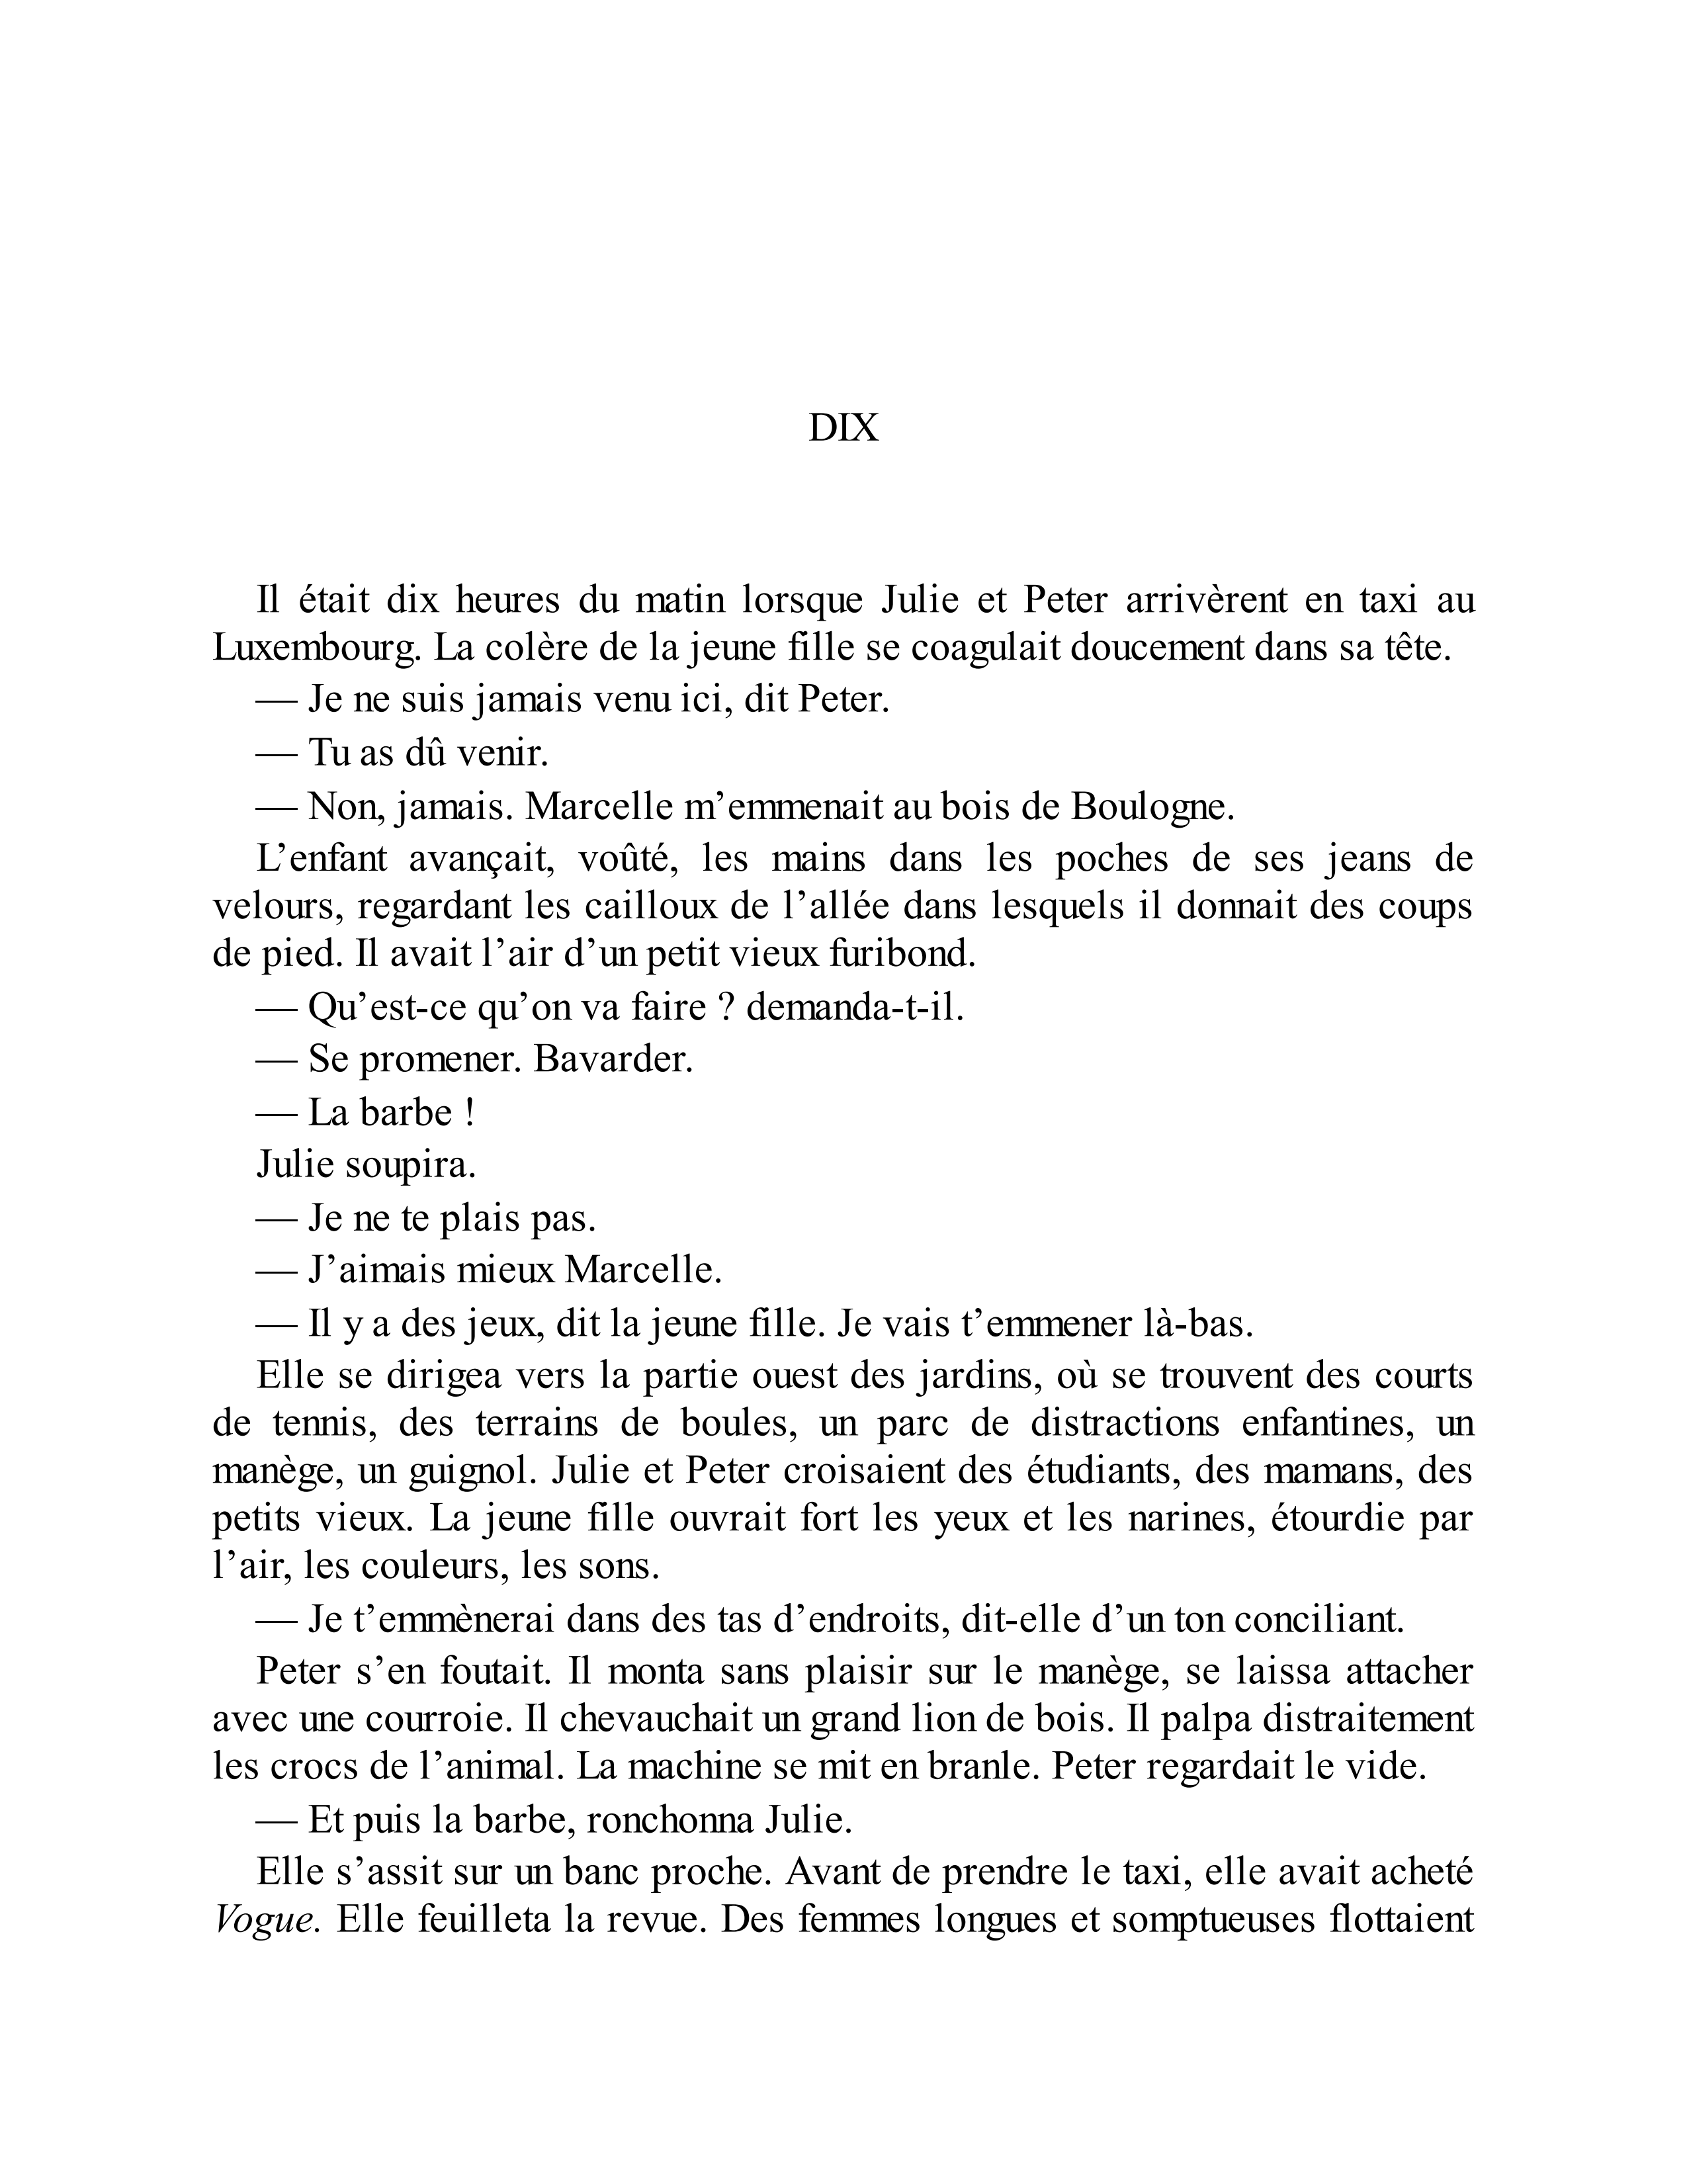 DIX
Il était dix heures du matin lorsque Julie et Peter arrivèrent en taxi au
Luxembourg. La colère de la jeune fille se coagulait doucement dans sa tête.
— Je ne suis jamais venu ici, dit Peter.
— Tu as dû venir.
— Non, jamais. Marcelle m’emmenait au bois de Boulogne.
L’enfant avançait, voûté, les mains dans les poches de ses jeans de
velours, regardant les cailloux de l’allée dans lesquels il donnait des coups
de pied. Il avait l’air d’un petit vieux furibond.
— Qu’est-ce qu’on va faire ? demanda-t-il.
— Se promener. Bavarder.
— La barbe !
Julie soupira.
— Je ne te plais pas.
— J’aimais mieux Marcelle.
— Il y a des jeux, dit la jeune fille. Je vais t’emmener là-bas.
Elle se dirigea vers la partie ouest des jardins, où se trouvent des courts
de tennis, des terrains de boules, un parc de distractions enfantines, un
manège, un guignol. Julie et Peter croisaient des étudiants, des mamans, des
petits vieux. La jeune fille ouvrait fort les yeux et les narines, étourdie par
l’air, les couleurs, les sons.
— Je t’emmènerai dans des tas d’endroits, dit-elle d’un ton conciliant.
Peter s’en foutait. Il monta sans plaisir sur le manège, se laissa attacher
avec une courroie. Il chevauchait un grand lion de bois. Il palpa distraitement
les crocs de l’animal. La machine se mit en branle. Peter regardait le vide.
— Et puis la barbe, ronchonna Julie.
Elle s’assit sur un banc proche. Avant de prendre le taxi, elle avait acheté
Vogue. Elle feuilleta la revue. Des femmes longues et somptueuses flottaient